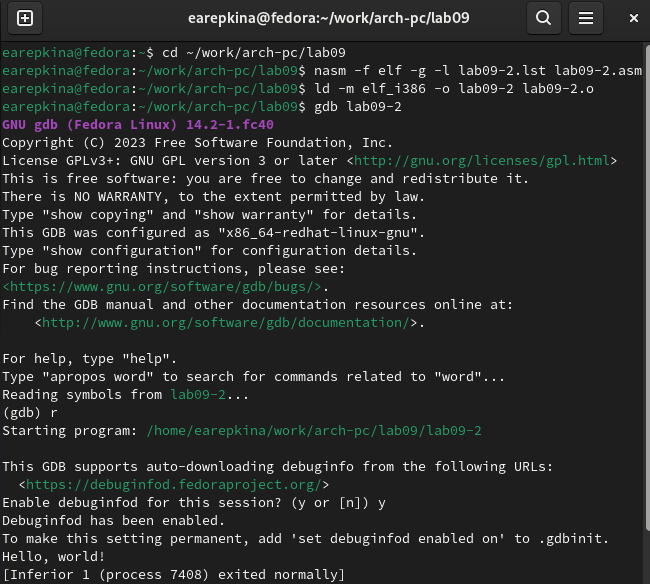 earepkina@fedora:~/work/arch-pc/lab09
earepkina@fedora:~$ cd ~/work/arch-pc/lab09
earepkina@fedora:~/work/arch-pc/lab09$ nasm -f elf -g -l lab09-2.lst lab09-2.asm
earepkina@fedora:~/work/arch-pc/lab09$ ld -m elf_i386 -o lab09-2 lab09-2.o
earepkina@fedora:~/work/arch-pc/lab09$ gdb lab09-2
GNU gdb (Fedora Linux) 14.2-1.fc40
Copyright (C) 2023 Free Software Foundation, Inc.
License GPLv3+: GNU GPL version 3 or later <http://gnu.org/licenses/gpl.html>
This is free software: you are free to change and redistribute it.
There is NO WARRANTY, to the extent permitted by law.
Type "show copying" and "show warranty" for details.
This GDB was configured as "x86_64-redhat-linux-gnu".
Type "show configuration" for configuration details.
For bug reporting instructions, please see:
<https://www.gnu.org/software/gdb/bugs/>.
Find the GDB manual and other documentation resources online at:
    <http://www.gnu.org/software/gdb/documentation/>.

For help, type "help".
Type "apropos word" to search for commands related to "word"...
Reading symbols from lab09-2...
(gdb) r
Starting program: /home/earepkina/work/arch-pc/lab09/lab09-2

This GDB supports auto-downloading debuginfo from the following URLs:
  <https://debuginfod.fedoraproject.org/>
Enable debuginfod for this session? (y or [n]) y
Debuginfod has been enabled.
To make this setting permanent, add 'set debuginfod enabled on' to .gdbinit.
Hello, world!
[Inferior 1 (process 7408) exited normally]